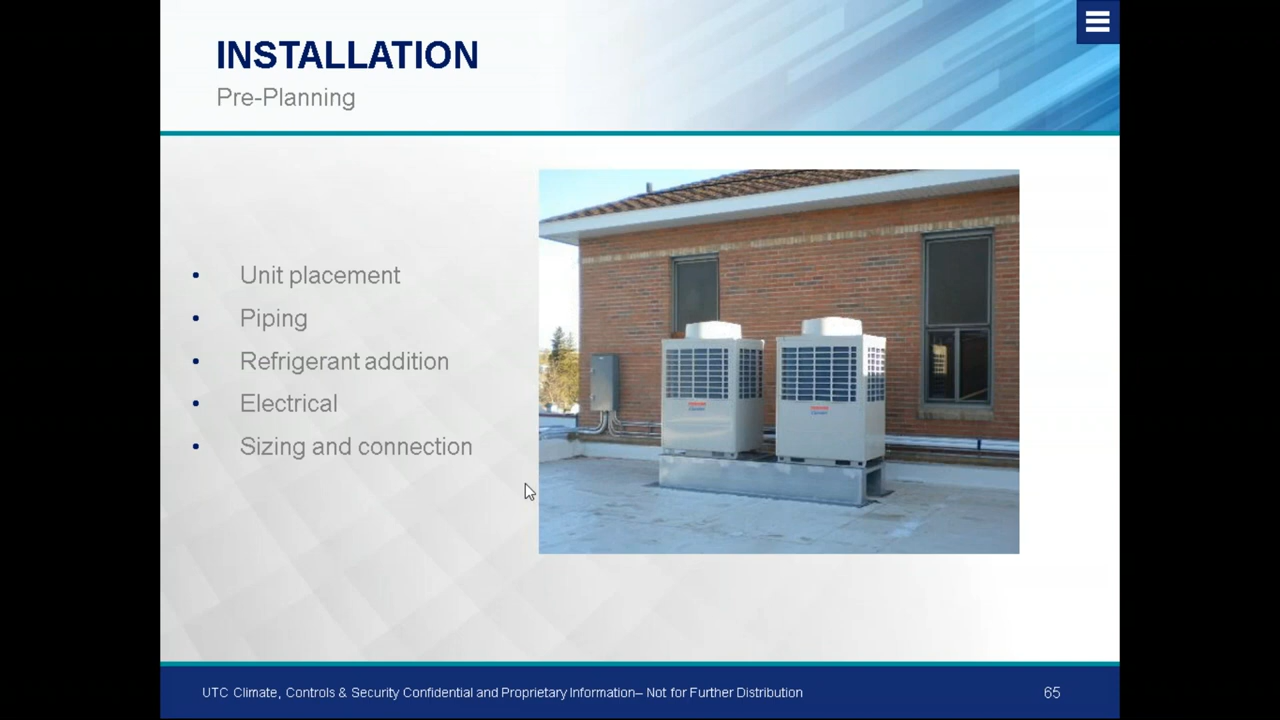 INSTALLATION
Pre-Planning
• Unit placement
• Piping
• Refrigerant addition
• Electrical
• Sizing and connection
UTC Climate, Controls & Security Confidential and Proprietary Information– Not for Further Distribution
65